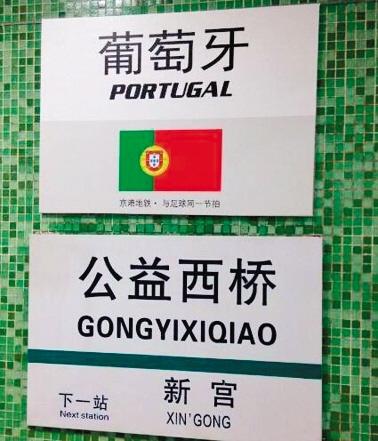 葡萄牙
PORTUGAL
京港地铁·与足球同一节拍
公益西桥
GONGYIXIQIAO
下一站 新宫
Next station XIN'GONG